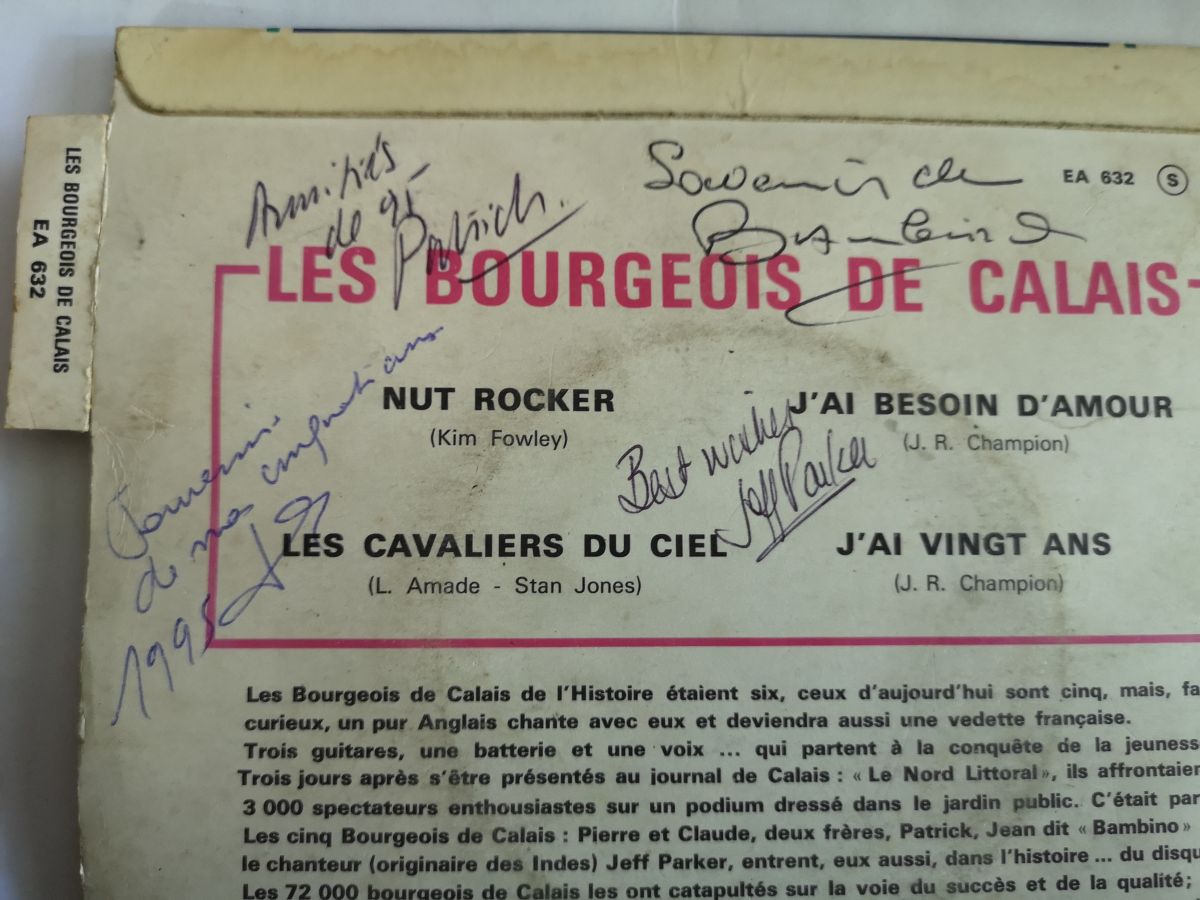 LES BOURGEOIS DE CALAIS
EA 632
Amitiés
de 95
Patrick.
Souvenir de
EA 632 S
LES BOURGEOIS DE CALAIS
NUT ROCKER
(Kim Fowley)
J'AI BESOIN D'AMOUR
(J. R. Champion)
Best wishes
Jeff Parker
Souvenir
de nos
1995
LES CAVALIERS DU CIEL
(L. Amade - Stan Jones)
J'AI VINGT ANS
(J. R. Champion)
Les Bourgeois de Calais de l'Histoire étaient six, ceux d'aujourd'hui sont cinq, mais, fa
curieux, un pur Anglais chante avec eux et deviendra aussi une vedette française.
Trois guitares, une batterie et une voix ... qui partent à la conquête de la jeuness
Trois jours après s'être présentés au journal de Calais : « Le Nord Littoral», ils affrontaien
3 000 spectateurs enthousiastes sur un podium dressé dans le jardin public. C'était par
Les cinq Bourgeois de Calais : Pierre et Claude, deux frères, Patrick, Jean dit « Bambino »
le chanteur (originaire des Indes) Jeff Parker, entrent, eux aussi, dans l'histoire ... du disqu
Les 72 000 bourgeois de Calais les ont catapultés sur la voie du succès et de la qualité;